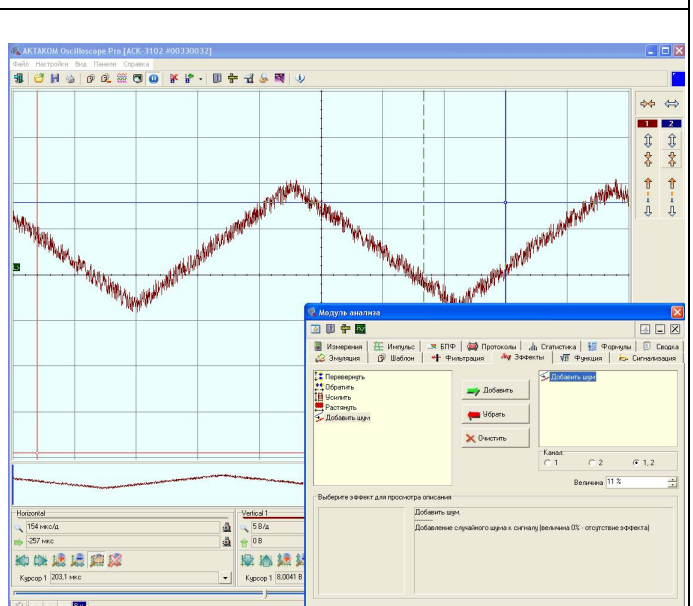 AKTAKOM Oscilloscope Pro [ACK-3102 #00330032]
Файл Настройки Вид Панели Справка
1 2
Модуль анализа
Измерения Импульс БПФ Протоколы Статистика Формулы Сводка
Эмуляция Шаблон Фильтрация Эффекты Функция Сигнализация
Перевернуть
Обратить
Усилить
Растянуть
Добавить шум
Добавить
Убрать
Очистить
Добавить шум
Канал:
1 2 1, 2
Величина 11 %
Выберите эффект для просмотра описания
Добавить шум.
----------
Добавление случайного шума к сигналу (величина 0% - отсутствие эффекта)
Horizontal
154 мкс/д
-257 мкс
Курсор 1 203,1 мкс
Vertical 1
5 В/д
0 В
Курсор 1 8,0041 В